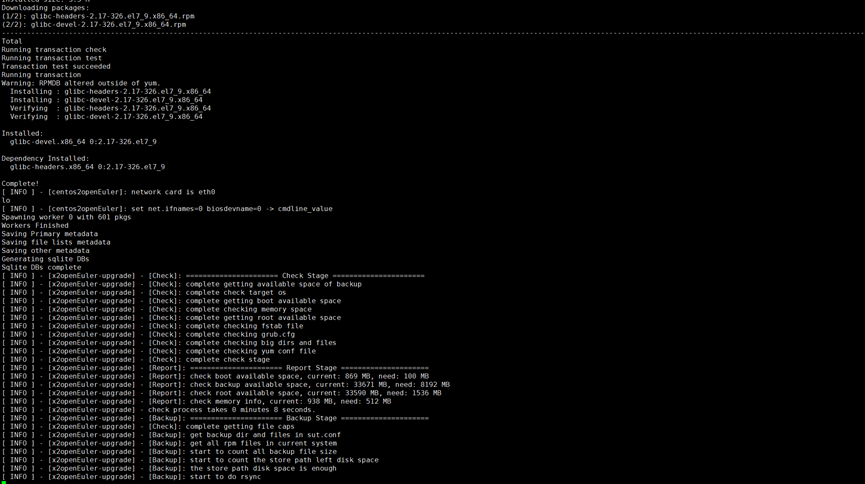 Downloading packages:
(1/2): glibc-headers-2.17-326.el7_9.x86_64.rpm
(2/2): glibc-devel-2.17-326.el7_9.x86_64.rpm
--------------------------------------------------------------------------------
Total
Running transaction check
Running transaction test
Transaction test succeeded
Running transaction
Warning: RPMDB altered outside of yum.
  Installing : glibc-headers-2.17-326.el7_9.x86_64
  Installing : glibc-devel-2.17-326.el7_9.x86_64
  Verifying  : glibc-headers-2.17-326.el7_9.x86_64
  Verifying  : glibc-devel-2.17-326.el7_9.x86_64

Installed:
  glibc-devel.x86_64 0:2.17-326.el7_9

Dependency Installed:
  glibc-headers.x86_64 0:2.17-326.el7_9

Complete!
[ INFO ] - [centos2openEuler]: network card is eth0
lo
[ INFO ] - [centos2openEuler]: set net.ifnames=0 biosdevname=0 -> cmdline_value
Spawning worker 0 with 601 pkgs
Workers Finished
Saving Primary metadata
Saving file lists metadata
Saving other metadata
Generating sqlite DBs
Sqlite DBs complete
[ INFO ] - [x2openEuler-upgrade] - [Check]: ====================== Check Stage ======================
[ INFO ] - [x2openEuler-upgrade] - [Check]: complete getting available space of backup
[ INFO ] - [x2openEuler-upgrade] - [Check]: complete check target os
[ INFO ] - [x2openEuler-upgrade] - [Check]: complete getting boot available space
[ INFO ] - [x2openEuler-upgrade] - [Check]: complete checking memory space
[ INFO ] - [x2openEuler-upgrade] - [Check]: complete getting root available space
[ INFO ] - [x2openEuler-upgrade] - [Check]: complete checking fstab file
[ INFO ] - [x2openEuler-upgrade] - [Check]: complete checking grub.cfg
[ INFO ] - [x2openEuler-upgrade] - [Check]: complete checking big dirs and files
[ INFO ] - [x2openEuler-upgrade] - [Check]: complete checking yum conf file
[ INFO ] - [x2openEuler-upgrade] - [Check]: complete check stage
[ INFO ] - [x2openEuler-upgrade] - [Report]: ====================== Report Stage =====================
[ INFO ] - [x2openEuler-upgrade] - [Report]: check boot available space, current: 869 MB, need: 100 MB
[ INFO ] - [x2openEuler-upgrade] - [Report]: check backup available space, current: 33671 MB, need: 8192 MB
[ INFO ] - [x2openEuler-upgrade] - [Report]: check root available space, current: 33590 MB, need: 1536 MB
[ INFO ] - [x2openEuler-upgrade] - [Report]: check memory info, current: 938 MB, need: 512 MB
[ INFO ] - [x2openEuler-upgrade] - check process takes 0 minutes 8 seconds.
[ INFO ] - [x2openEuler-upgrade] - [Backup]: ====================== Backup Stage =====================
[ INFO ] - [x2openEuler-upgrade] - [Check]: complete getting file caps
[ INFO ] - [x2openEuler-upgrade] - [Backup]: get backup dir and files in sut.conf
[ INFO ] - [x2openEuler-upgrade] - [Backup]: get all rpm files in current system
[ INFO ] - [x2openEuler-upgrade] - [Backup]: start to count all backup file size
[ INFO ] - [x2openEuler-upgrade] - [Backup]: start to count the store path left disk space
[ INFO ] - [x2openEuler-upgrade] - [Backup]: the store path disk space is enough
[ INFO ] - [x2openEuler-upgrade] - [Backup]: start to do rsync